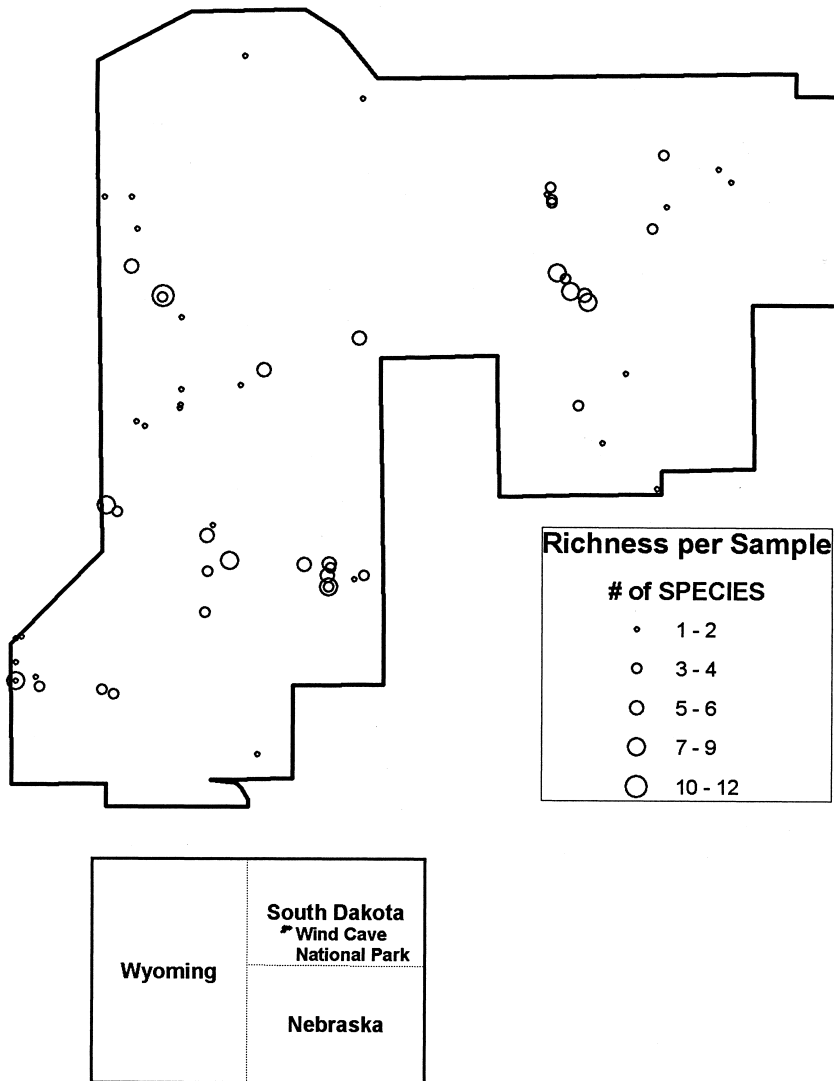 Richness per Sample
# of SPECIES
1 - 2
3 - 4
5 - 6
7 - 9
10 - 12
South Dakota
Wind Cave
National Park
Wyoming
Nebraska